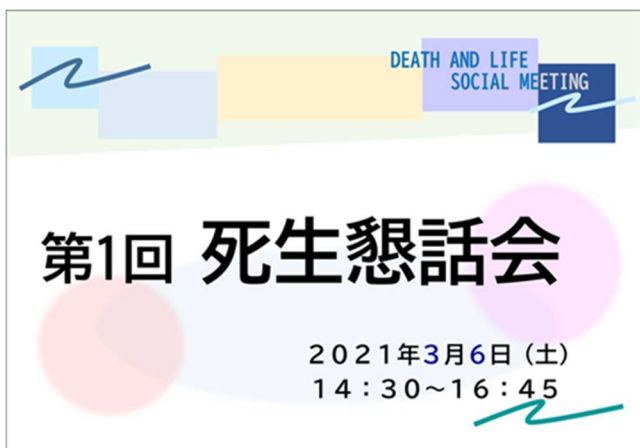 DEATH AND LIFE
SOCIAL MEETING
第1回 死生懇話会
2021年3月6日（土）
14：30～16：45